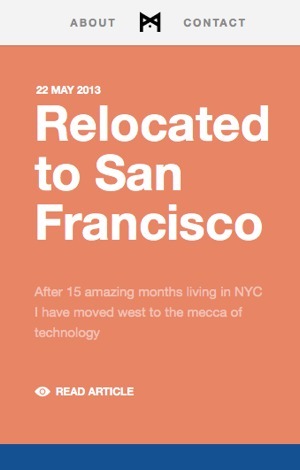 ABOUT CONTACT
22 MAY 2013
Relocated
to San
Francisco
After 15 amazing months living in NYC
I have moved west to the mecca of
technology
READ ARTICLE